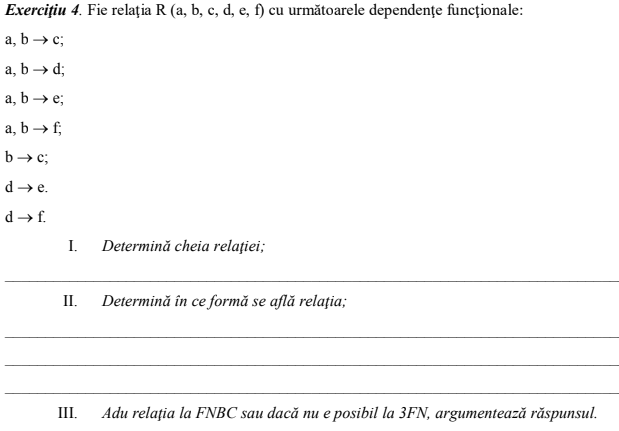 Exerciţiu 4. Fie relaţia R (a, b, c, d, e, f) cu următoarele dependenţe funcţionale:
a, b → c;
a, b → d;
a, b → e;
a, b → f;
b → c;
d → e.
d → f.
I. Determină cheia relaţiei;
II. Determină în ce formă se află relaţia;
III. Adu relaţia la FNBC sau dacă nu e posibil la 3FN, argumentează răspunsul.